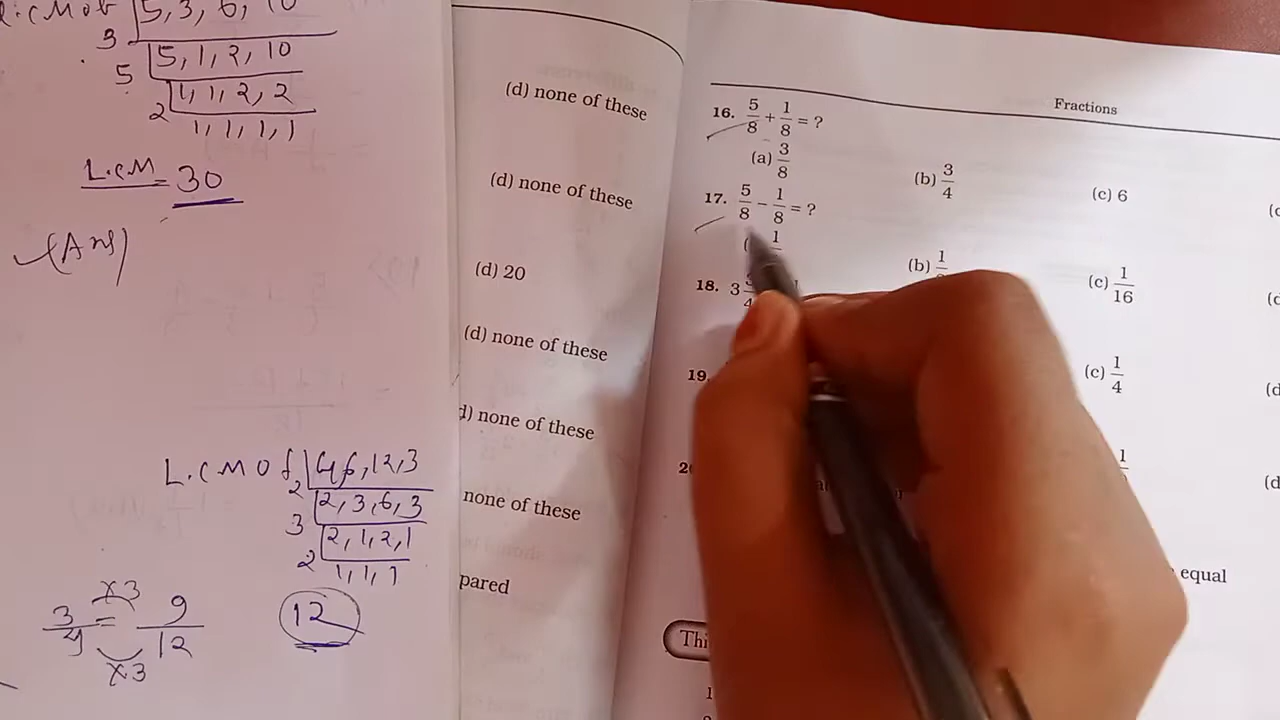 L.C.M of 5, 3, 6, 10
3 5, 1, 2, 10
5 1, 1, 2, 2
2 1, 1, 1, 1
L.C.M = 30
(Ans)
L.C M of 4, 6, 12, 3
2 2, 3, 6, 3
3 2, 1, 2, 1
2 1, 1, 1
3/4 = 9/12
x3
x3
12
(d) none of these
(d) none of these
(d) 20
(d) none of these
d) none of these
none of these
pared
Fractions
16. 5/8 + 1/8 = ?
(a) 3/8 (b) 3/4 (c) 6
17. 5/8 − 1/8 = ?
(b) (c) 1/16
18. 3
19. (c) 1/4
equal
Thi